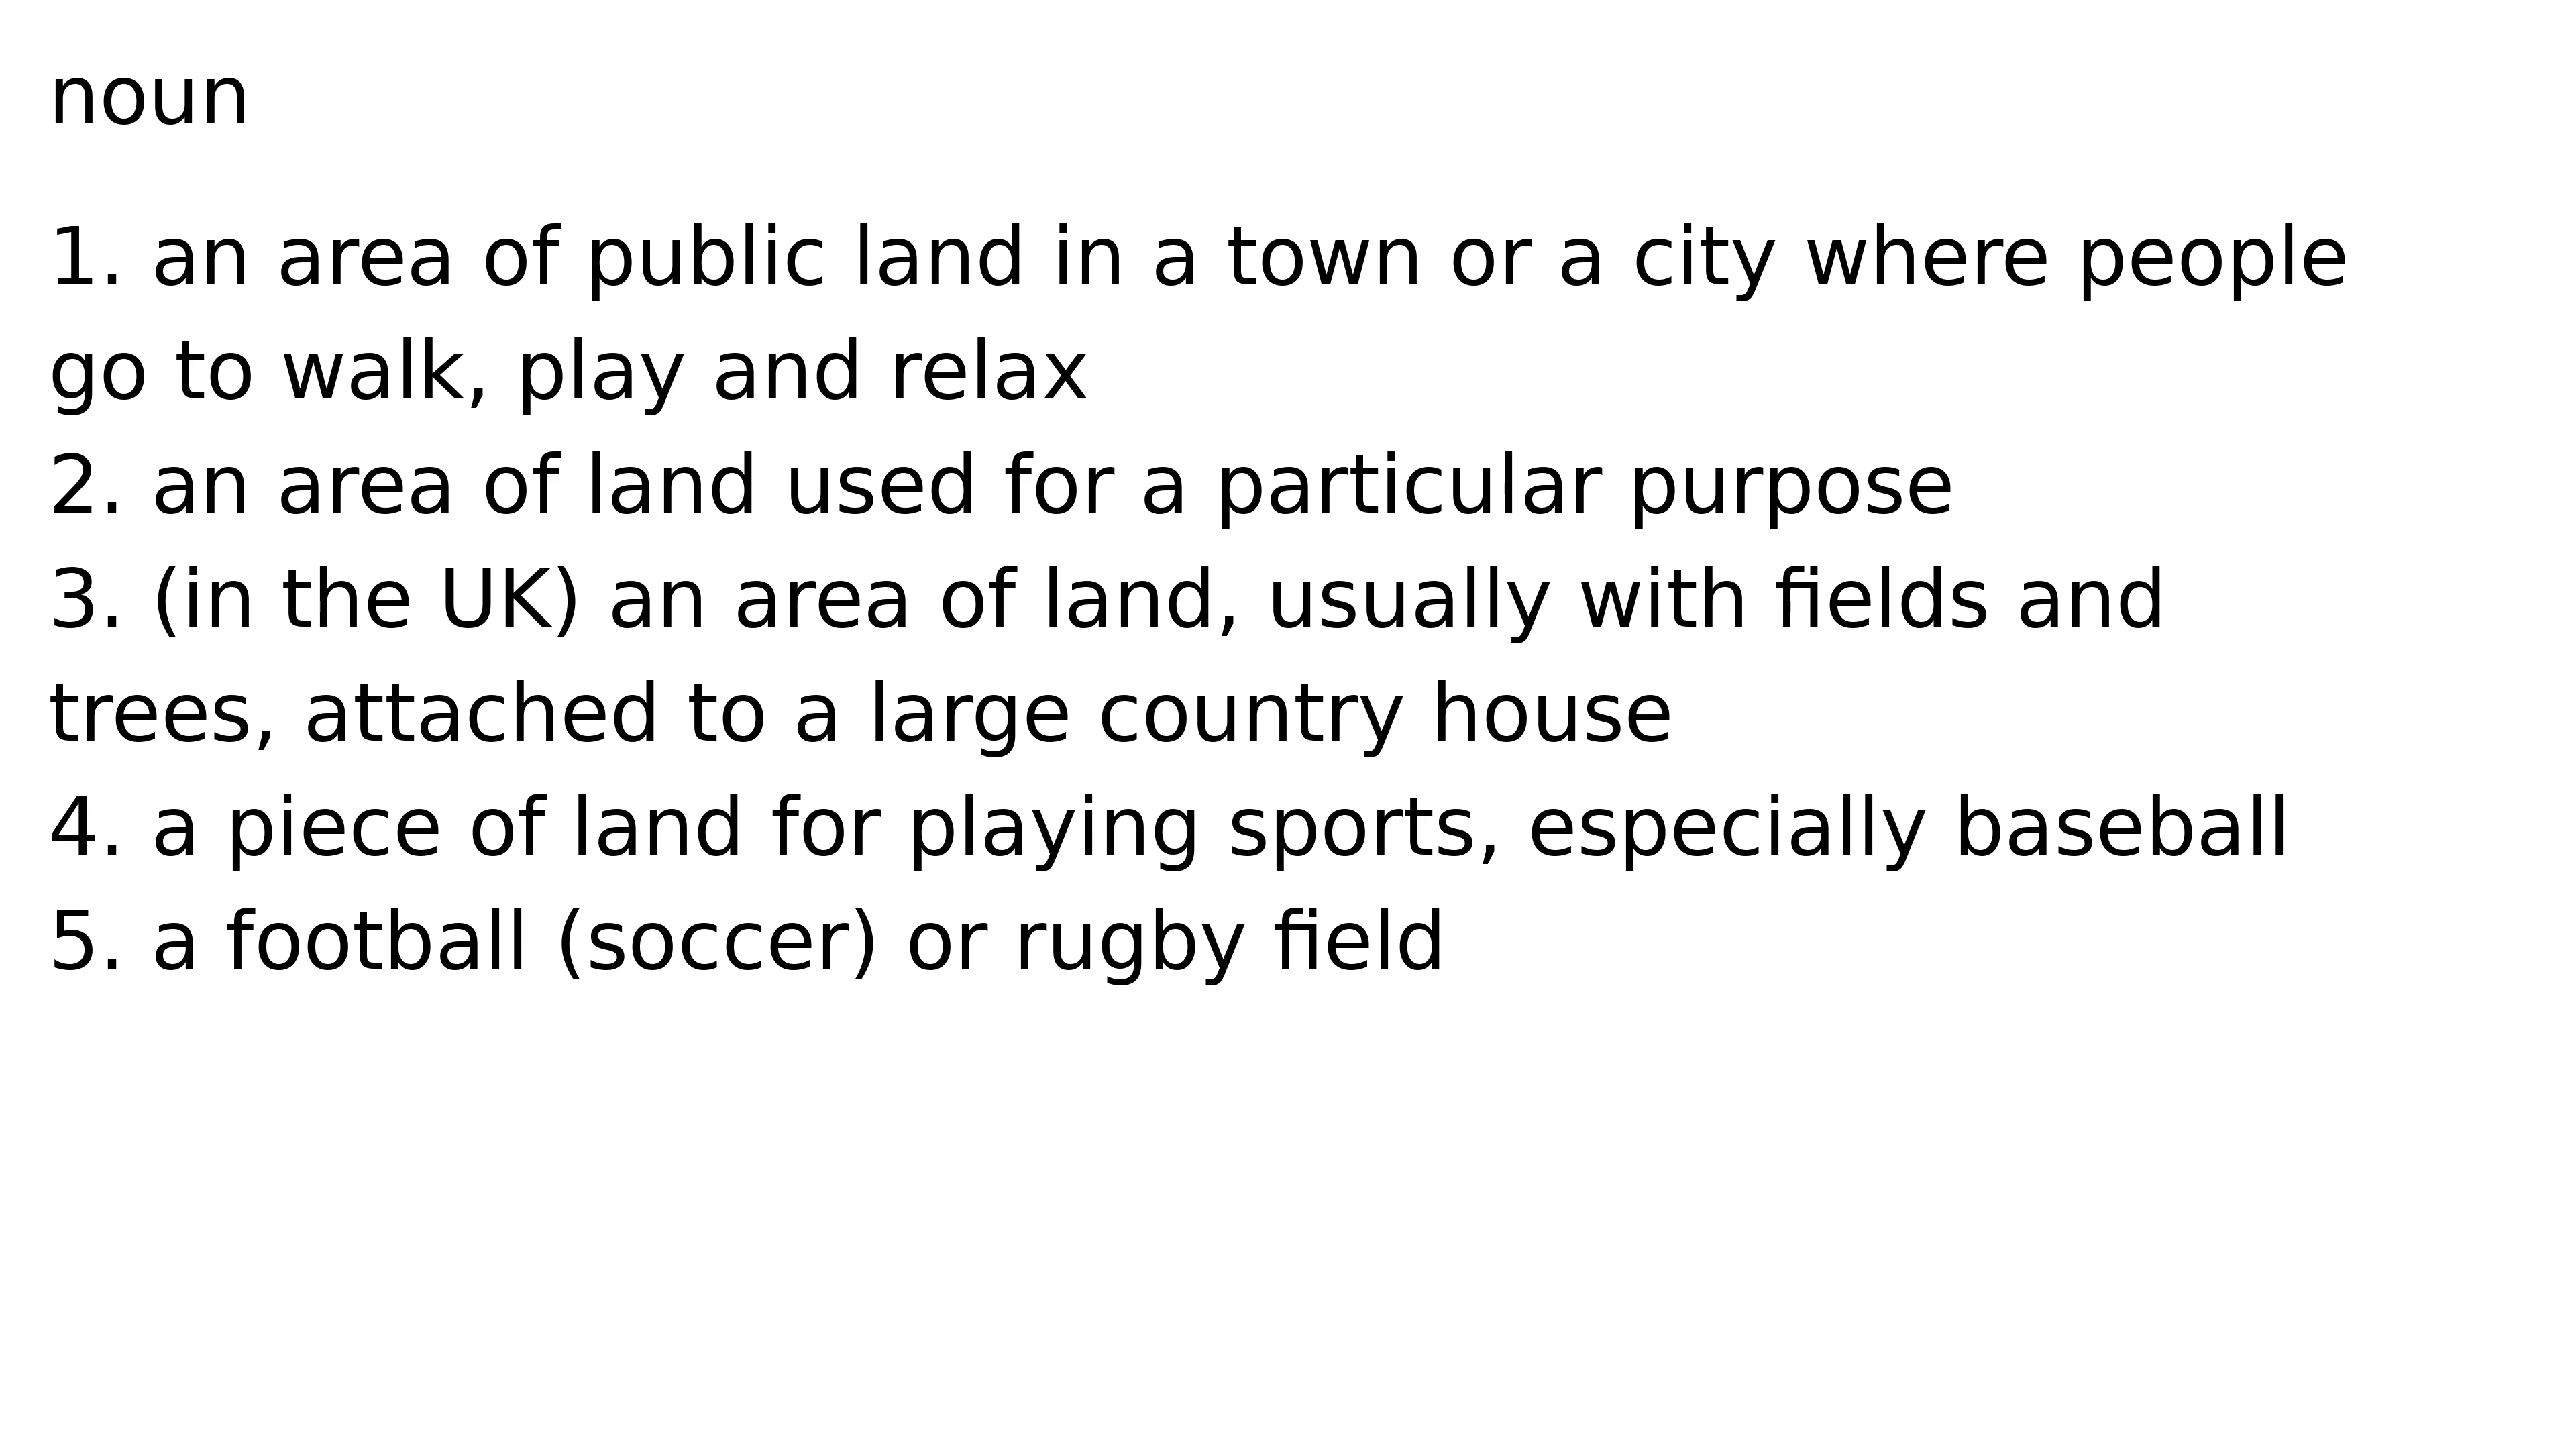 noun
1. an area of public land in a town or a city where people
go to walk, play and relax
2. an area of land used for a particular purpose
3. (in the UK) an area of land, usually with fields and
trees, attached to a large country house
4. a piece of land for playing sports, especially baseball
5. a football (soccer) or rugby field